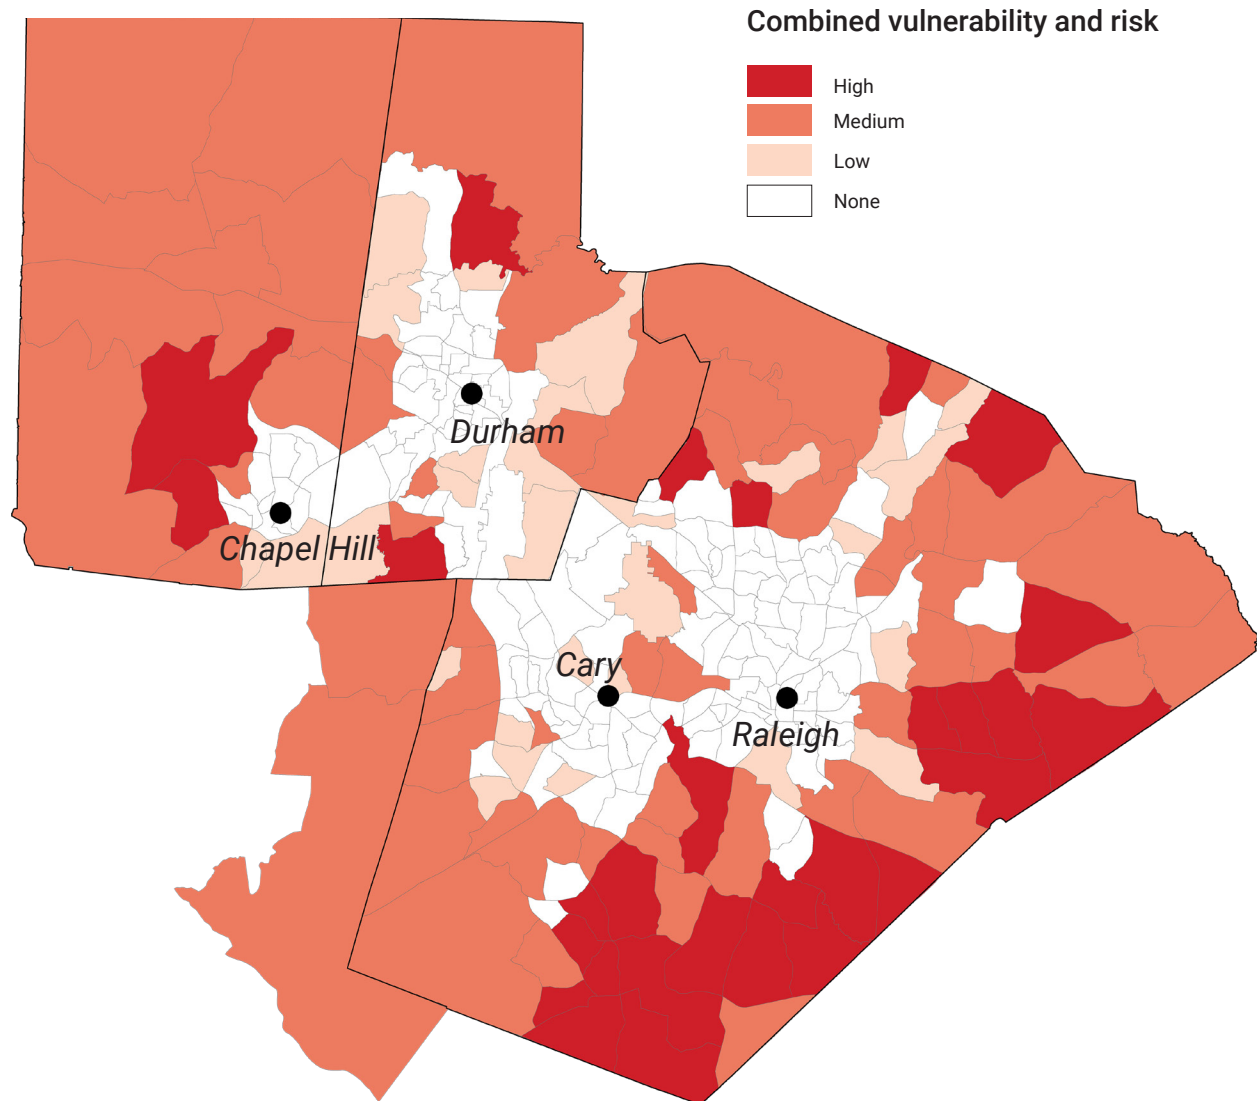 Combined vulnerability and risk
High
Medium
Low
None
Durham
Chapel Hill
Cary
Raleigh